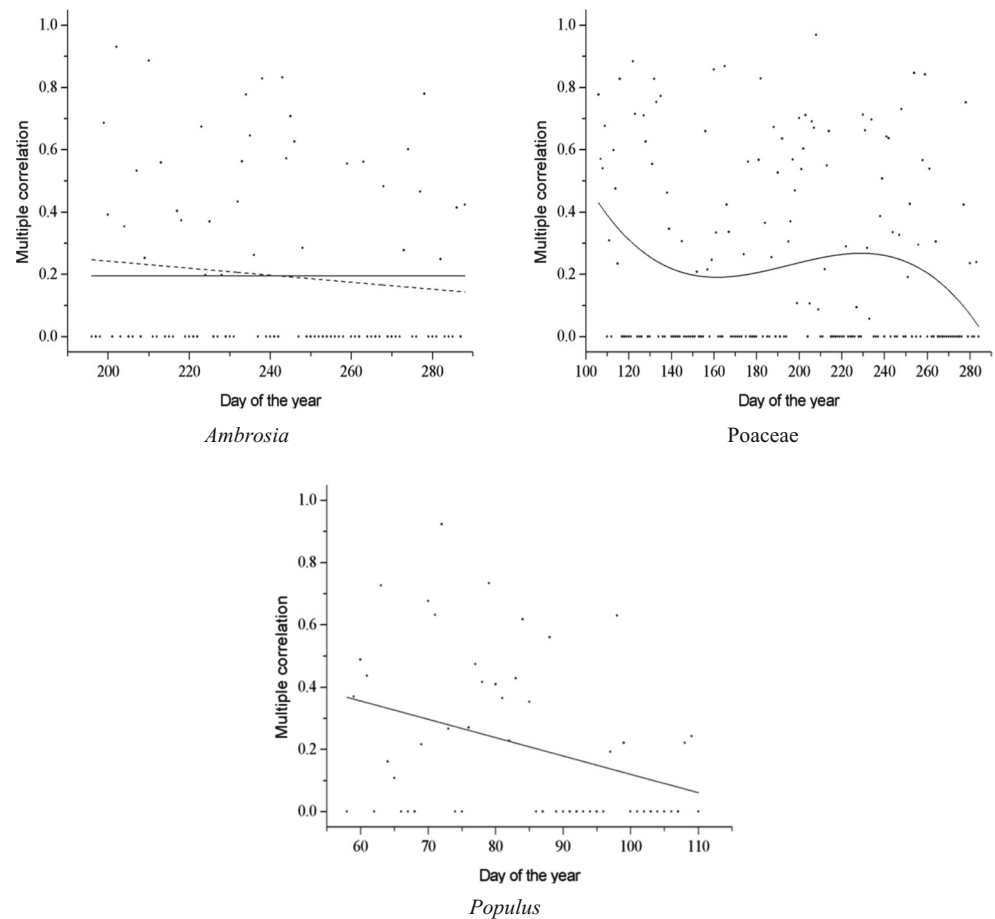 1.0
0.8
0.6
0.4
0.2
0.0
Multiple correlation
200 220 240 260 280
Day of the year
Ambrosia
1.0
0.8
0.6
0.4
0.2
0.0
Multiple correlation
100 120 140 160 180 200 220 240 260 280
Day of the year
Poaceae
1.0
0.8
0.6
0.4
0.2
0.0
Multiple correlation
60 70 80 90 100 110
Day of the year
Populus